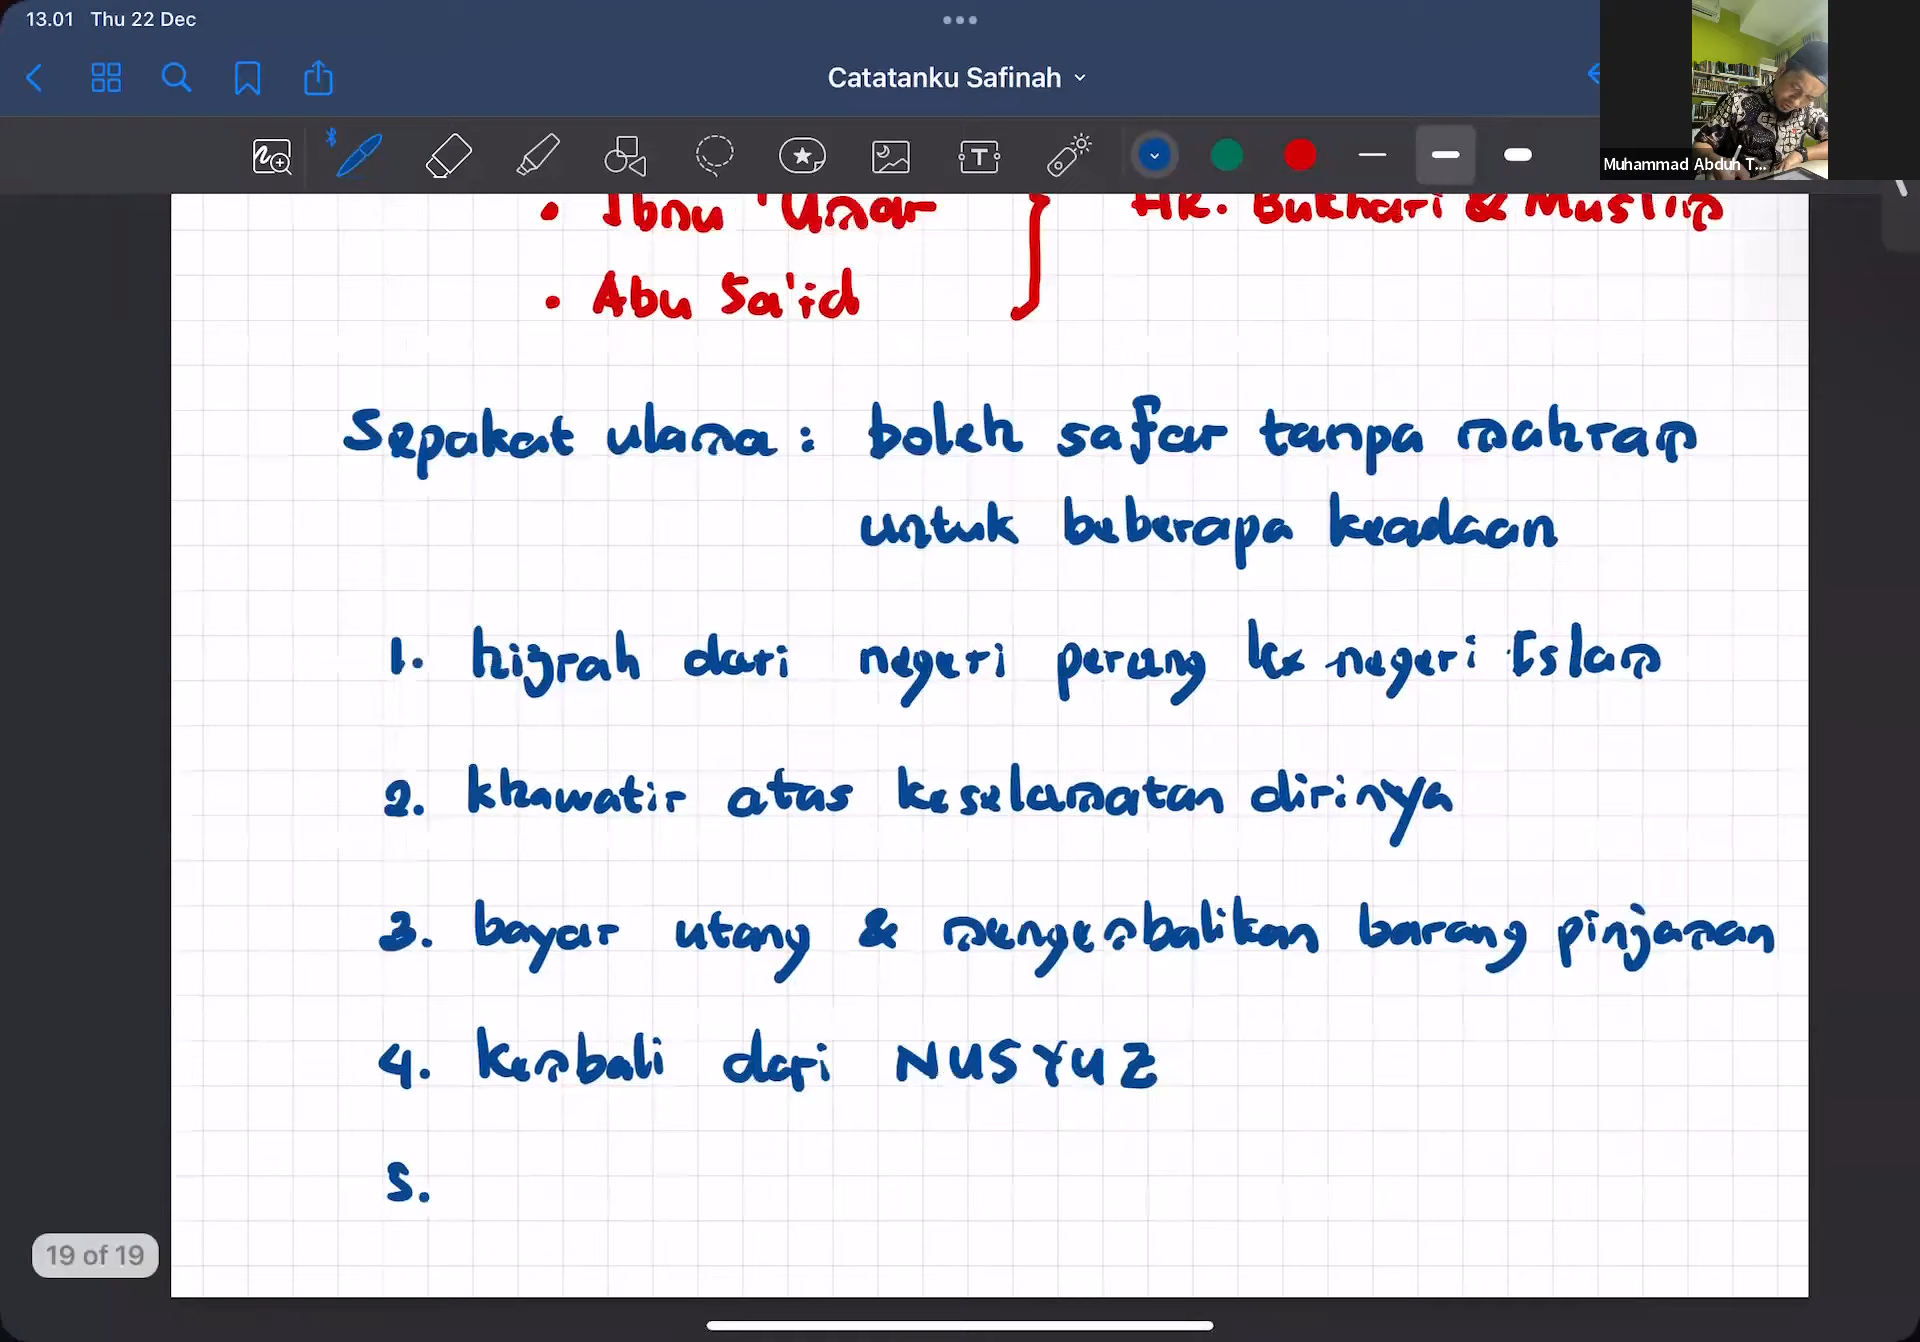 13.01 Thu 22 Dec
Catatanku Safinah
Muhammad Abduh T...
• Ibnu 'Umar
HR. Bukhari & Muslim
• Abu Sa'id
Sepakat ulama : boleh safar tanpa mahram
untuk beberapa keadaan
1. hijrah dari negeri perang ke negeri Islam
2. khawatir atas keselamatan dirinya
3. bayar utang & mengembalikan barang pinjaman
4. kembali dari NUSYUZ
5.
19 of 19